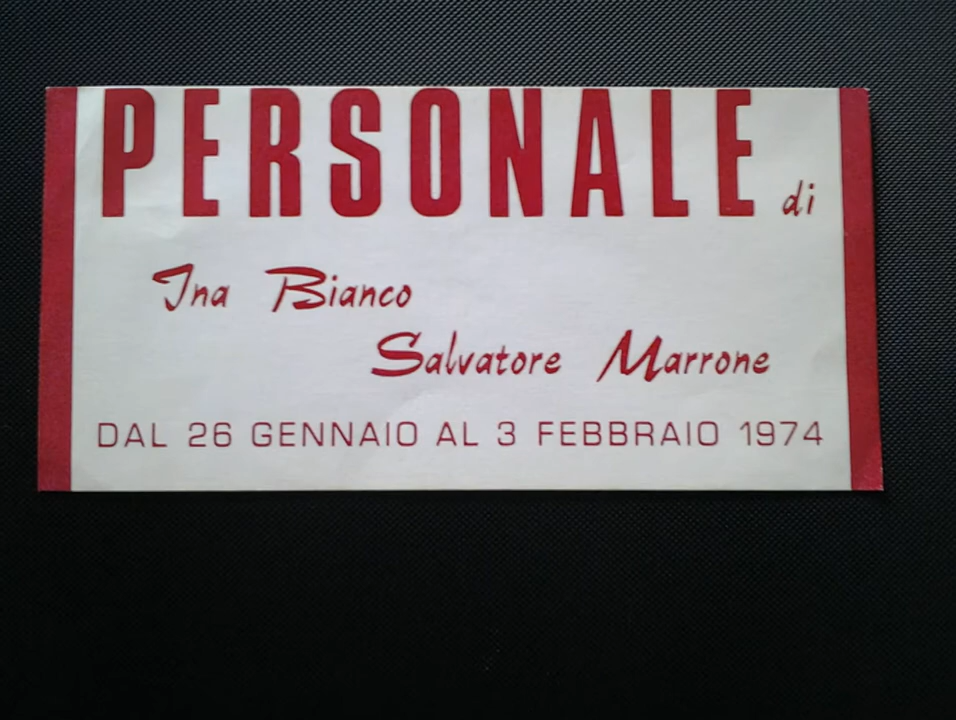 PERSONALE di
Ina Bianco
Salvatore Marrone
DAL 26 GENNAIO AL 3 FEBBRAIO 1974